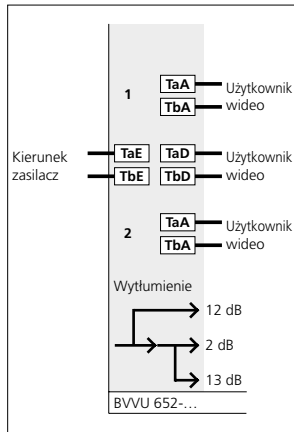 1
TaA
TbA
Użytkownik
wideo
Kierunek
zasilacz
TaE
TbE
TaD
TbD
Użytkownik
wideo
2
TaA
TbA
Użytkownik
wideo
Wytłumienie
12 dB
2 dB
13 dB
BVVU 652-...